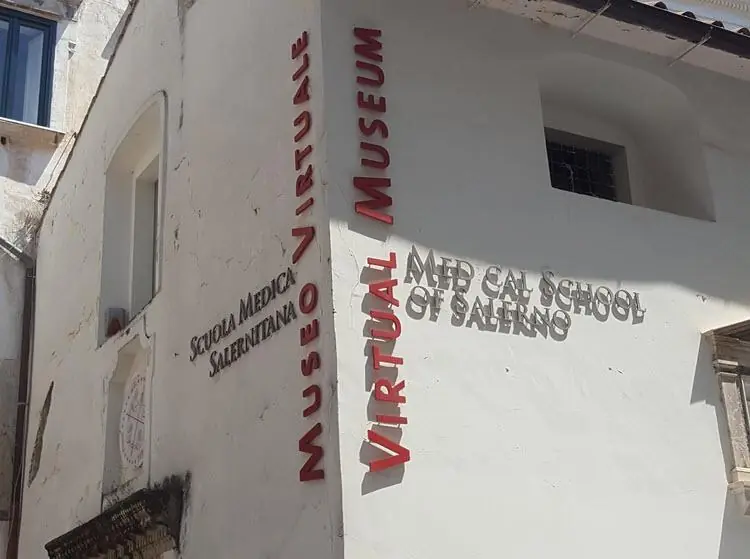 MUSEO VIRTUALE
SCUOLA MEDICA
SALERNITANA
VIRTUAL MUSEUM
MED CAL SCHOOL
OF SALERNO